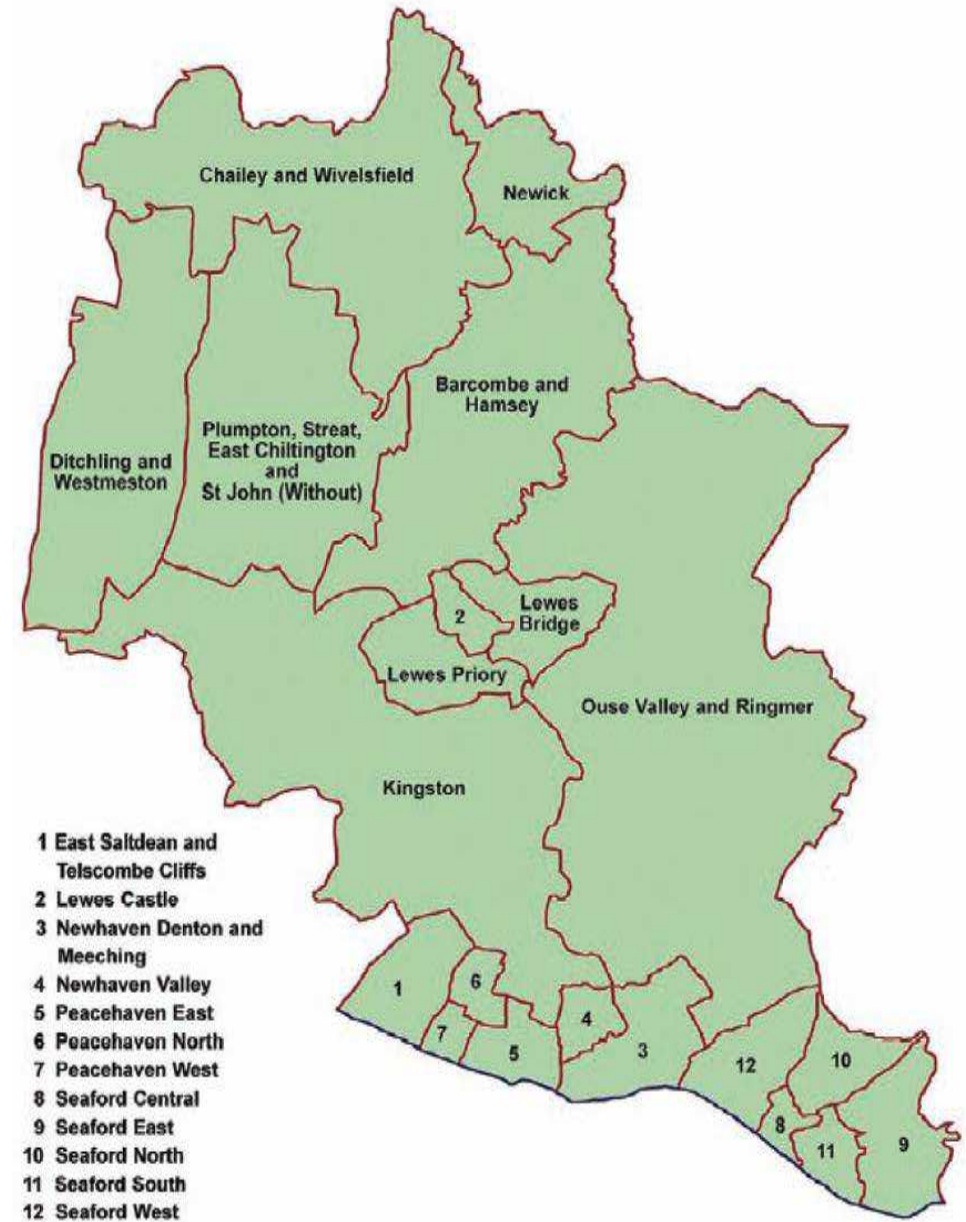 Chailey and Wivelsfield
Newick
Barcombe and
Hamsey
Plumpton, Streat,
East Chiltington
and
St John (Without)
Ditchling and
Westmeston
Lewes
Bridge
2
Lewes Priory
Ouse Valley and Ringmer
Kingston
1 East Saltdean and
Telscombe Cliffs
2 Lewes Castle
3 Newhaven Denton and
Meeching
4 Newhaven Valley
5 Peacehaven East
6 Peacehaven North
7 Peacehaven West
8 Seaford Central
9 Seaford East
10 Seaford North
11 Seaford South
12 Seaford West
1
6
7
5
4
3
12
10
8
11
9